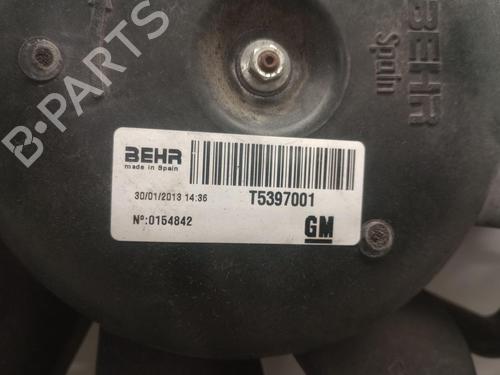 BEHR
Spain
B-PARTS
BEHR
made in Spain
30/01/2013 14:36
T5397001
Nº:0154842
GM